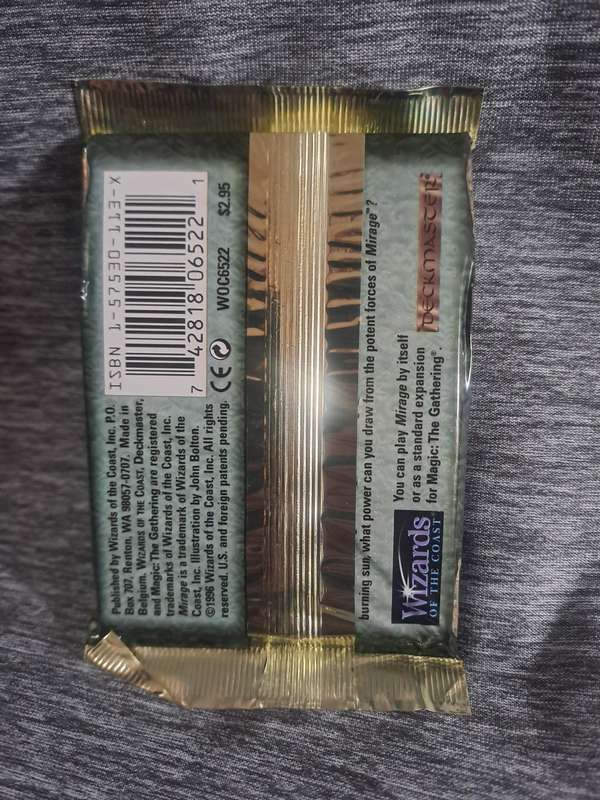 Published by Wizards of the Coast, Inc. P.O.
Box 707, Renton, WA 98057-0707. Made in
Belgium. WIZARDS OF THE COAST, Deckmaster,
and Magic: The Gathering are registered
trademarks of Wizards of the Coast, Inc.
Mirage is a trademark of Wizards of the
Coast, Inc. Illustration by John Bolton.
©1996 Wizards of the Coast, Inc. All rights
reserved. U.S. and foreign patents pending.
ISBN 1-57530-113-X
7 42818 06522 1
CE WOC6522 $2.95
burning sun, what power can you draw from the potent forces of Mirage™?
Wizards
OF THE COAST®
You can play Mirage by itself
or as a standard expansion
for Magic: The Gathering®.
DECKMASTER®